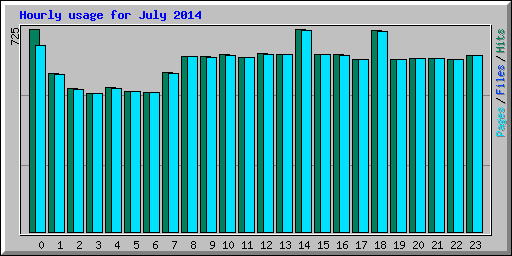 Hourly usage for July 2014
725
Pages/Files/Hits
0 1 2 3 4 5 6 7 8 9 10 11 12 13 14 15 16 17 18 19 20 21 22 23